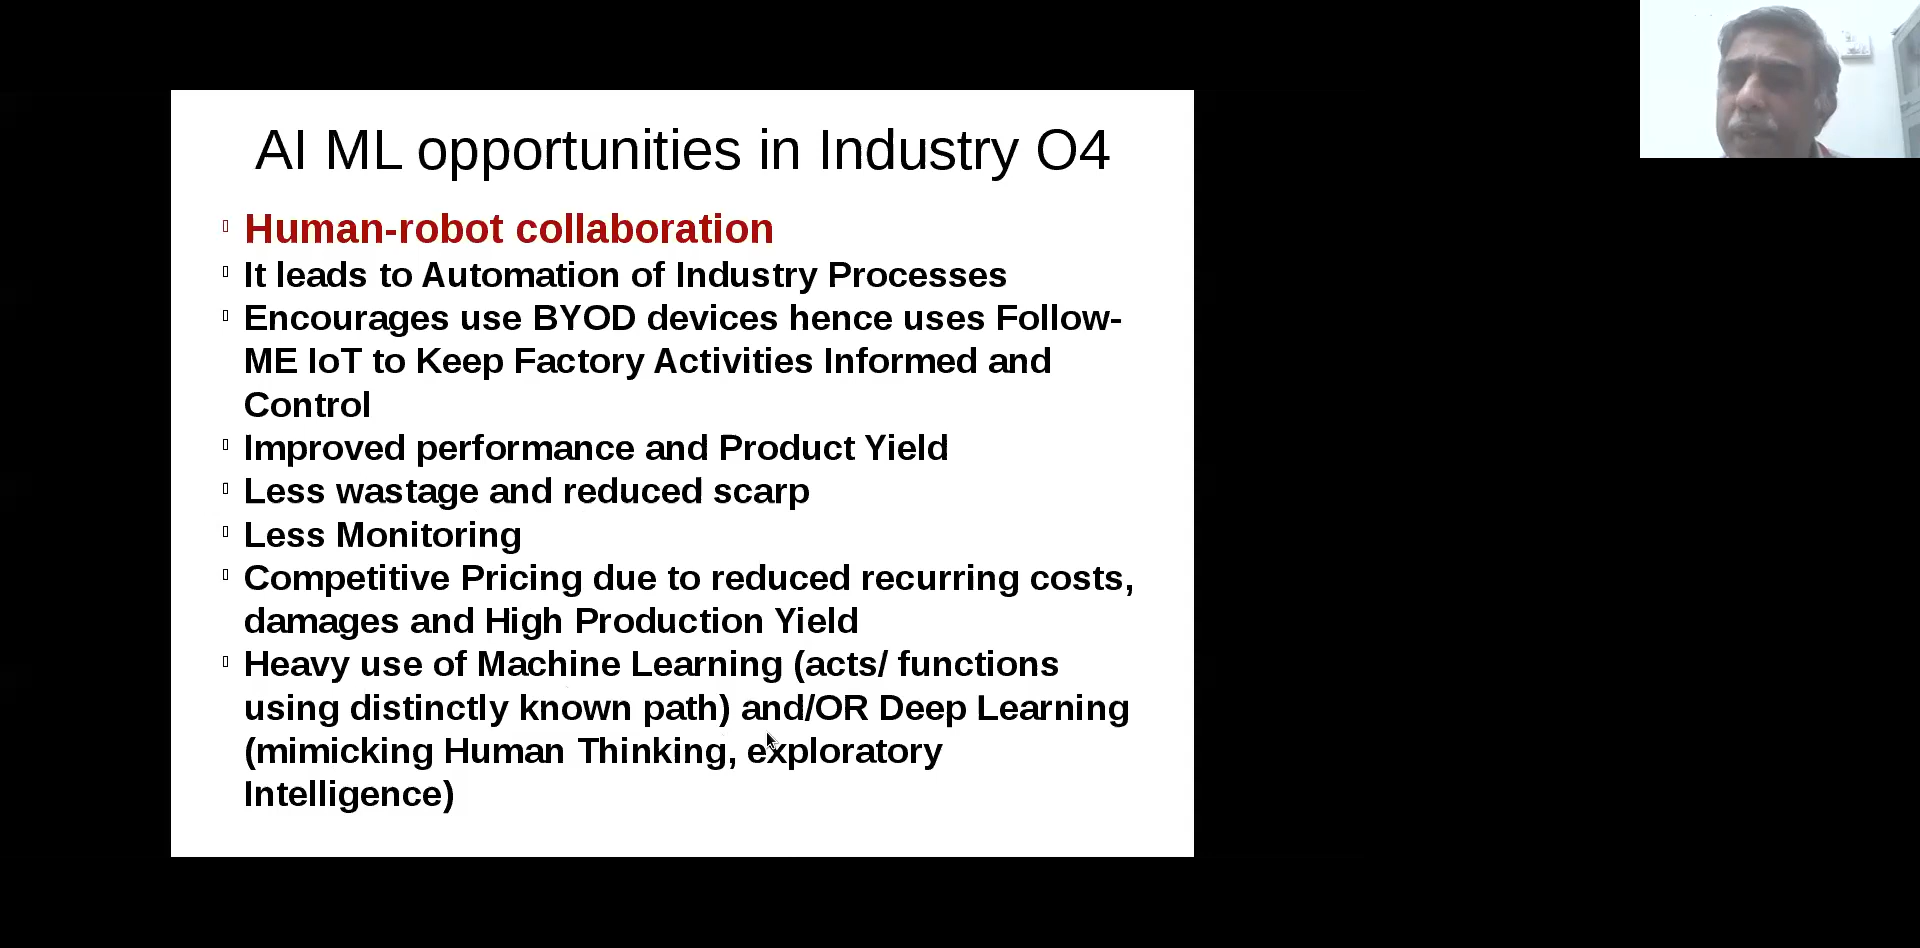 AI ML opportunities in Industry O4
Human-robot collaboration
It leads to Automation of Industry Processes
Encourages use BYOD devices hence uses Follow-
ME IoT to Keep Factory Activities Informed and
Control
Improved performance and Product Yield
Less wastage and reduced scarp
Less Monitoring
Competitive Pricing due to reduced recurring costs,
damages and High Production Yield
Heavy use of Machine Learning (acts/ functions
using distinctly known path) and/OR Deep Learning
(mimicking Human Thinking, exploratory
Intelligence)